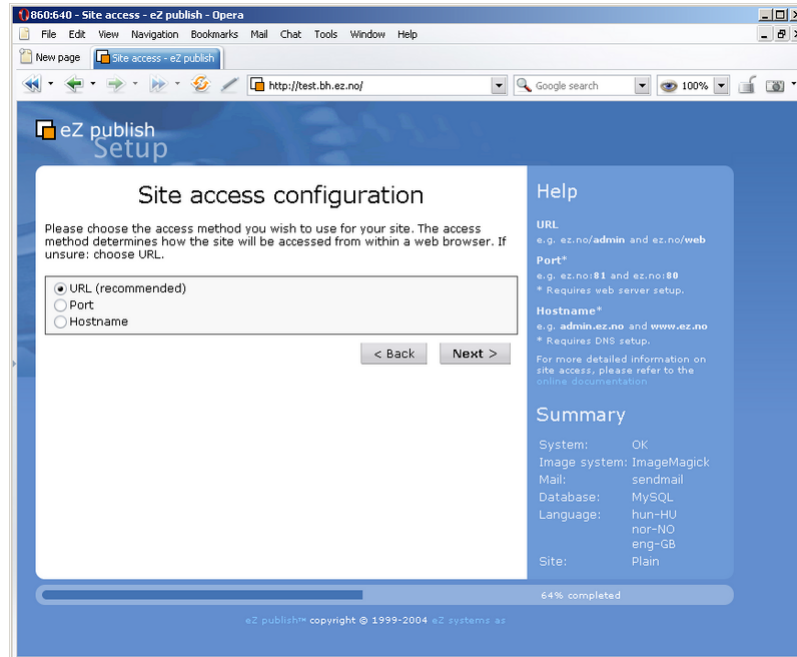 860:640 - Site access - eZ publish - Opera
File Edit View Navigation Bookmarks Mail Chat Tools Window Help
New page Site access - eZ publish
http://test.bh.ez.no/ Google search 100%
eZ publish
Setup
Site access configuration
Please choose the access method you wish to use for your site. The access
method determines how the site will be accessed from within a web browser. If
unsure: choose URL.
URL (recommended)
Port
Hostname
< Back Next >
Help
URL
e.g. ez.no/admin and ez.no/web
Port*
e.g. ez.no:81 and ez.no:80
* Requires web server setup.
Hostname*
e.g. admin.ez.no and www.ez.no
* Requires DNS setup.
For more detailed information on
site access, please refer to the
online documentation
Summary
System: OK
Image system: ImageMagick
Mail: sendmail
Database: MySQL
Language: hun-HU
nor-NO
eng-GB
Site: Plain
64% completed
eZ publish™ copyright © 1999-2004 eZ systems as